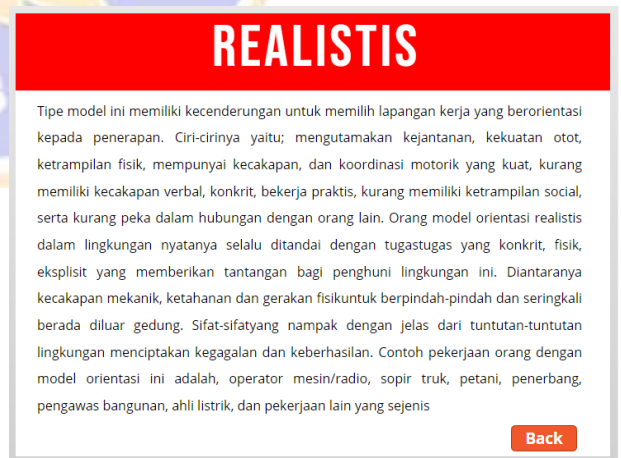 REALISTIS
Tipe model ini memiliki kecenderungan untuk memilih lapangan kerja yang berorientasi
kepada penerapan. Ciri-cirinya yaitu; mengutamakan kejantanan, kekuatan otot,
ketrampilan fisik, mempunyai kecakapan, dan koordinasi motorik yang kuat, kurang
memiliki kecakapan verbal, konkrit, bekerja praktis, kurang memiliki ketrampilan social,
serta kurang peka dalam hubungan dengan orang lain. Orang model orientasi realistis
dalam lingkungan nyatanya selalu ditandai dengan tugastugas yang konkrit, fisik,
eksplisit yang memberikan tantangan bagi penghuni lingkungan ini. Diantaranya
kecakapan mekanik, ketahanan dan gerakan fisikuntuk berpindah-pindah dan seringkali
berada diluar gedung. Sifat-sifatyang nampak dengan jelas dari tuntutan-tuntutan
lingkungan menciptakan kegagalan dan keberhasilan. Contoh pekerjaan orang dengan
model orientasi ini adalah, operator mesin/radio, sopir truk, petani, penerbang,
pengawas bangunan, ahli listrik, dan pekerjaan lain yang sejenis
Back